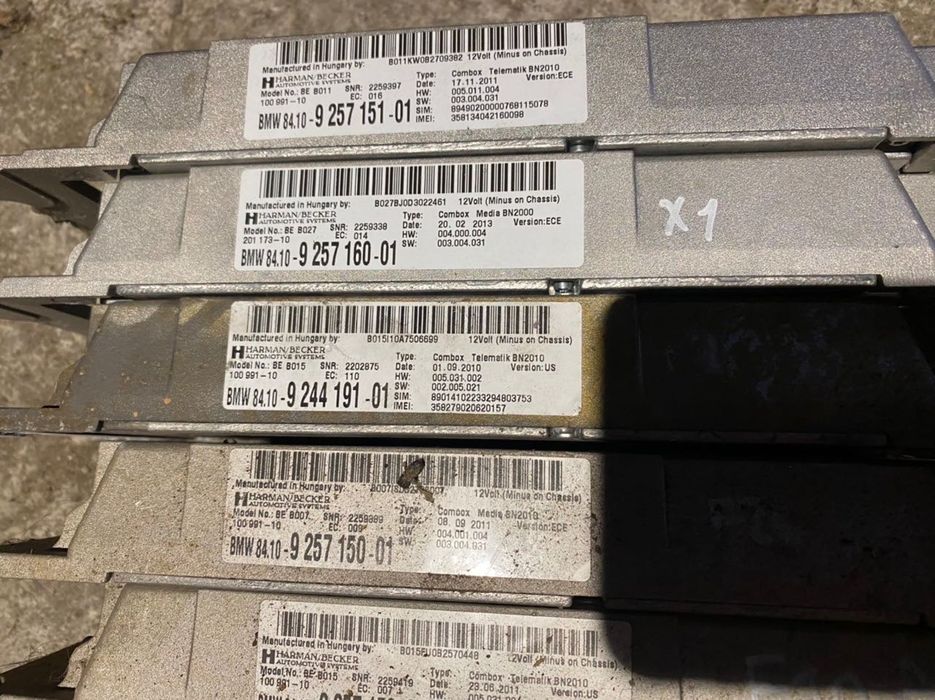 B011KW0B2709382 12Volt (Minus on Chassis)
Manufactured in Hungary by:
HARMAN/BECKER
AUTOMOTIVE SYSTEMS
Type: Combox Telematik BN2010
Date: 17.11.2011 Version:ECE
Model No.: BE B011 SNR: 2259397
HW: 005.011.004
100 991-10 EC: 016
SW: 003.004.031
SIM: 89490200000768115078
BMW 84.10-9 257 151-01
IMEI: 358134042160098
Manufactured in Hungary by: B027BJ0D3022461 12Volt (Minus on Chassis)
HARMAN/BECKER
AUTOMOTIVE SYSTEMS
Type: Combox Media BN2000
Date: 20. 02 2013 Version:ECE
Model No.: BE B027 SNR: 2259338
HW: 004.000.004
201 173-10 EC: 014
SW: 003.004.031
BMW 84.10-9 257 160-01
X1
Manufactured in Hungary by: B015I10A7506699 12Volt (Minus on Chassis)
HARMAN/BECKER
AUTOMOTIVE SYSTEMS
Type: Combox Telematik BN2010
Date: 01.09.2010 Version:US
Model No.: BE B015 SNR: 2202875
HW: 005.031.002
100 991-10 EC: 110
SW: 002.005.021
SIM: 89014102233294803753
BMW 84.10-9 244 191-01
IMEI: 358279020620157
Manufactured in Hungary by: 12Volt (Minus on Chassis)
HARMAN/BECKER
AUTOMOTIVE SYSTEMS
Type: Combox Media BN2010
Date: 08. 09 2011 Version:ECE
Model No.: BE B007 SNR: 2259389
HW 004.001.004
100 991-10 EC: 009
SW: 003.004.031
BMW 84.10-9 257 150-01
Manufactured in Hungary by: 12Volt (Minus on Chassis)
HARMAN/BECKER
AUTOMOTIVE SYSTEMS
Type: Combox Telematik BN2010
Model No.: BE B015 SNR: 2259419
Date: 23.06.2011 Version:US
100 991-10 EC: 007
HW: 005.031.004